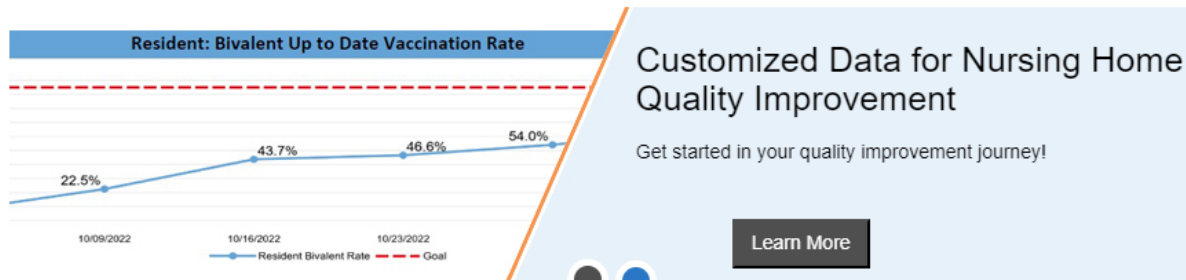 Resident: Bivalent Up to Date Vaccination Rate
22.5%
43.7%
46.6%
54.0%
10/09/2022
10/16/2022
10/23/2022
Resident Bivalent Rate
Goal
Customized Data for Nursing Home
Quality Improvement
Get started in your quality improvement journey!
Learn More